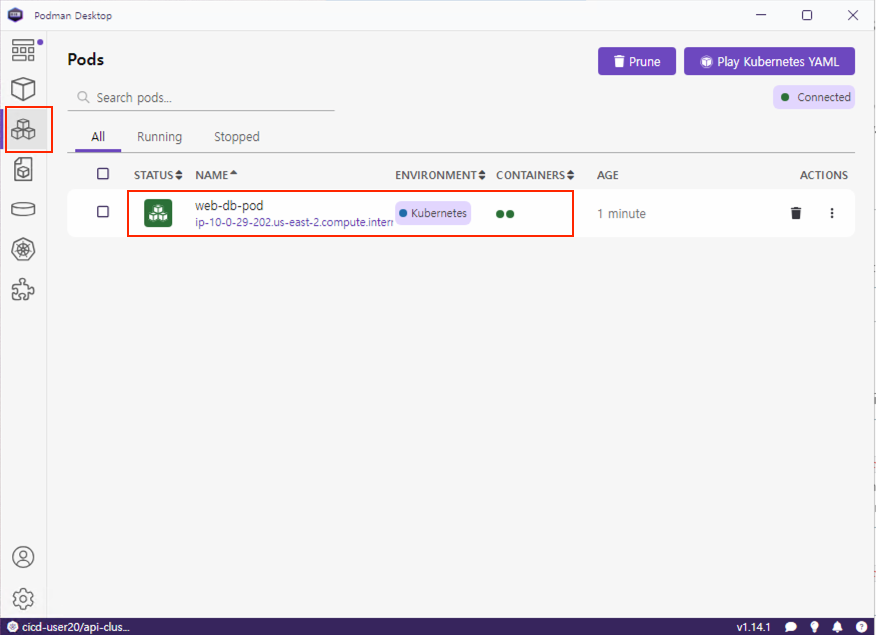 Podman Desktop
Pods
Prune
Play Kubernetes YAML
Search pods...
Connected
All Running Stopped
STATUS NAME ENVIRONMENT CONTAINERS AGE ACTIONS
web-db-pod
ip-10-0-29-202.us-east-2.compute.interr
Kubernetes
1 minute
cicd-user20/api-clus...
v1.14.1